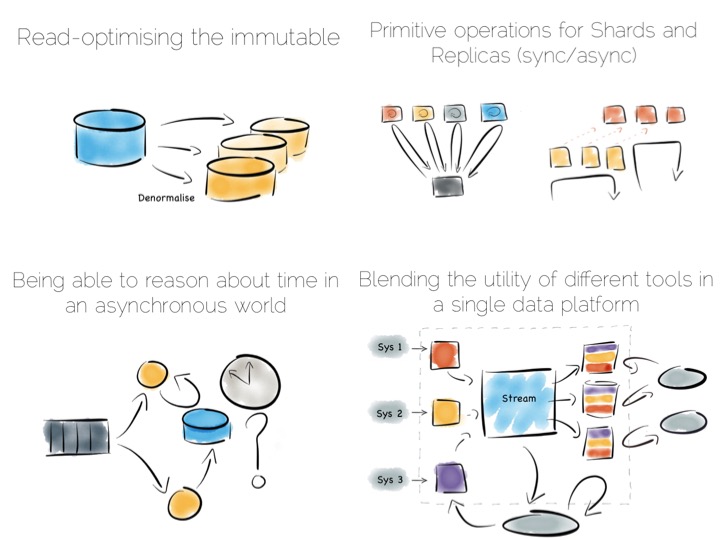 Read-optimising the immutable
Primitive operations for Shards and
Replicas (sync/async)
Denormalise
Being able to reason about time in
an asynchronous world
Blending the utility of different tools in
a single data platform
Sys 1
Sys 2
Sys 3
Stream